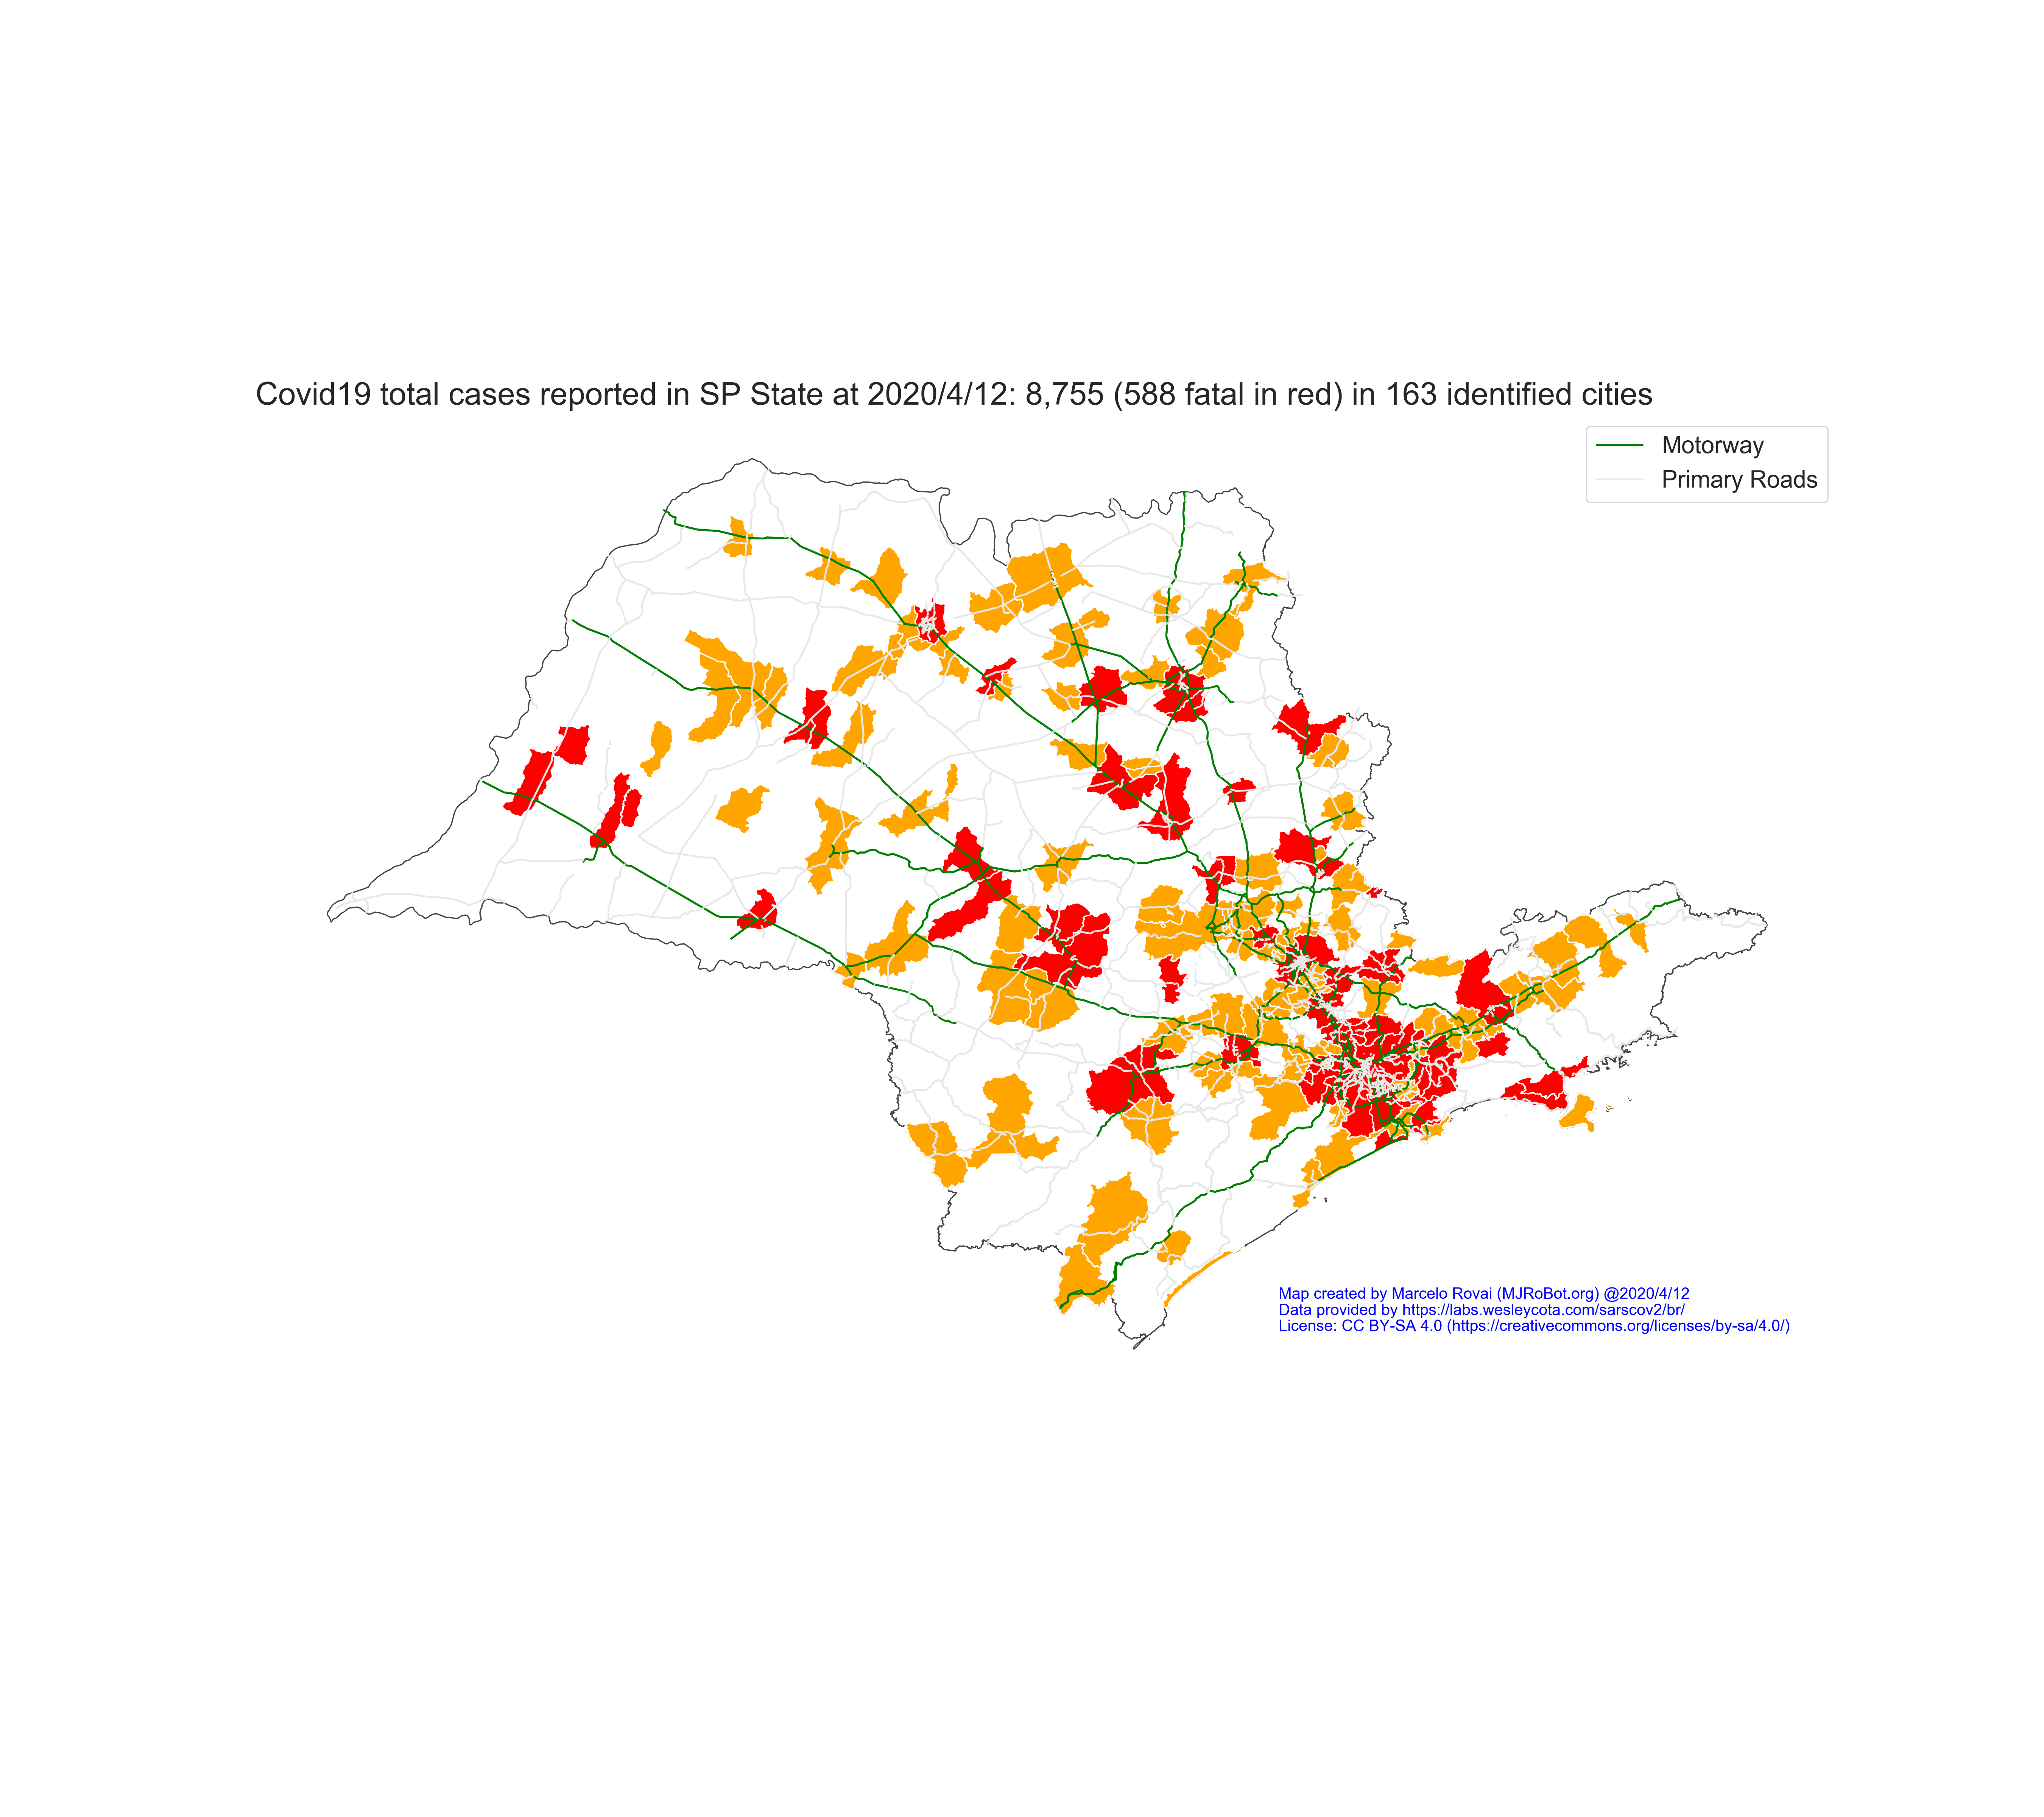 Covid19 total cases reported in SP State at 2020/4/12: 8,755 (588 fatal in red) in 163 identified cities
Motorway
Primary Roads
Map created by Marcelo Rovai (MJRoBot.org) @2020/4/12
Data provided by https://labs.wesleycota.com/sarscov2/br/
License: CC BY-SA 4.0 (https://creativecommons.org/licenses/by-sa/4.0/)